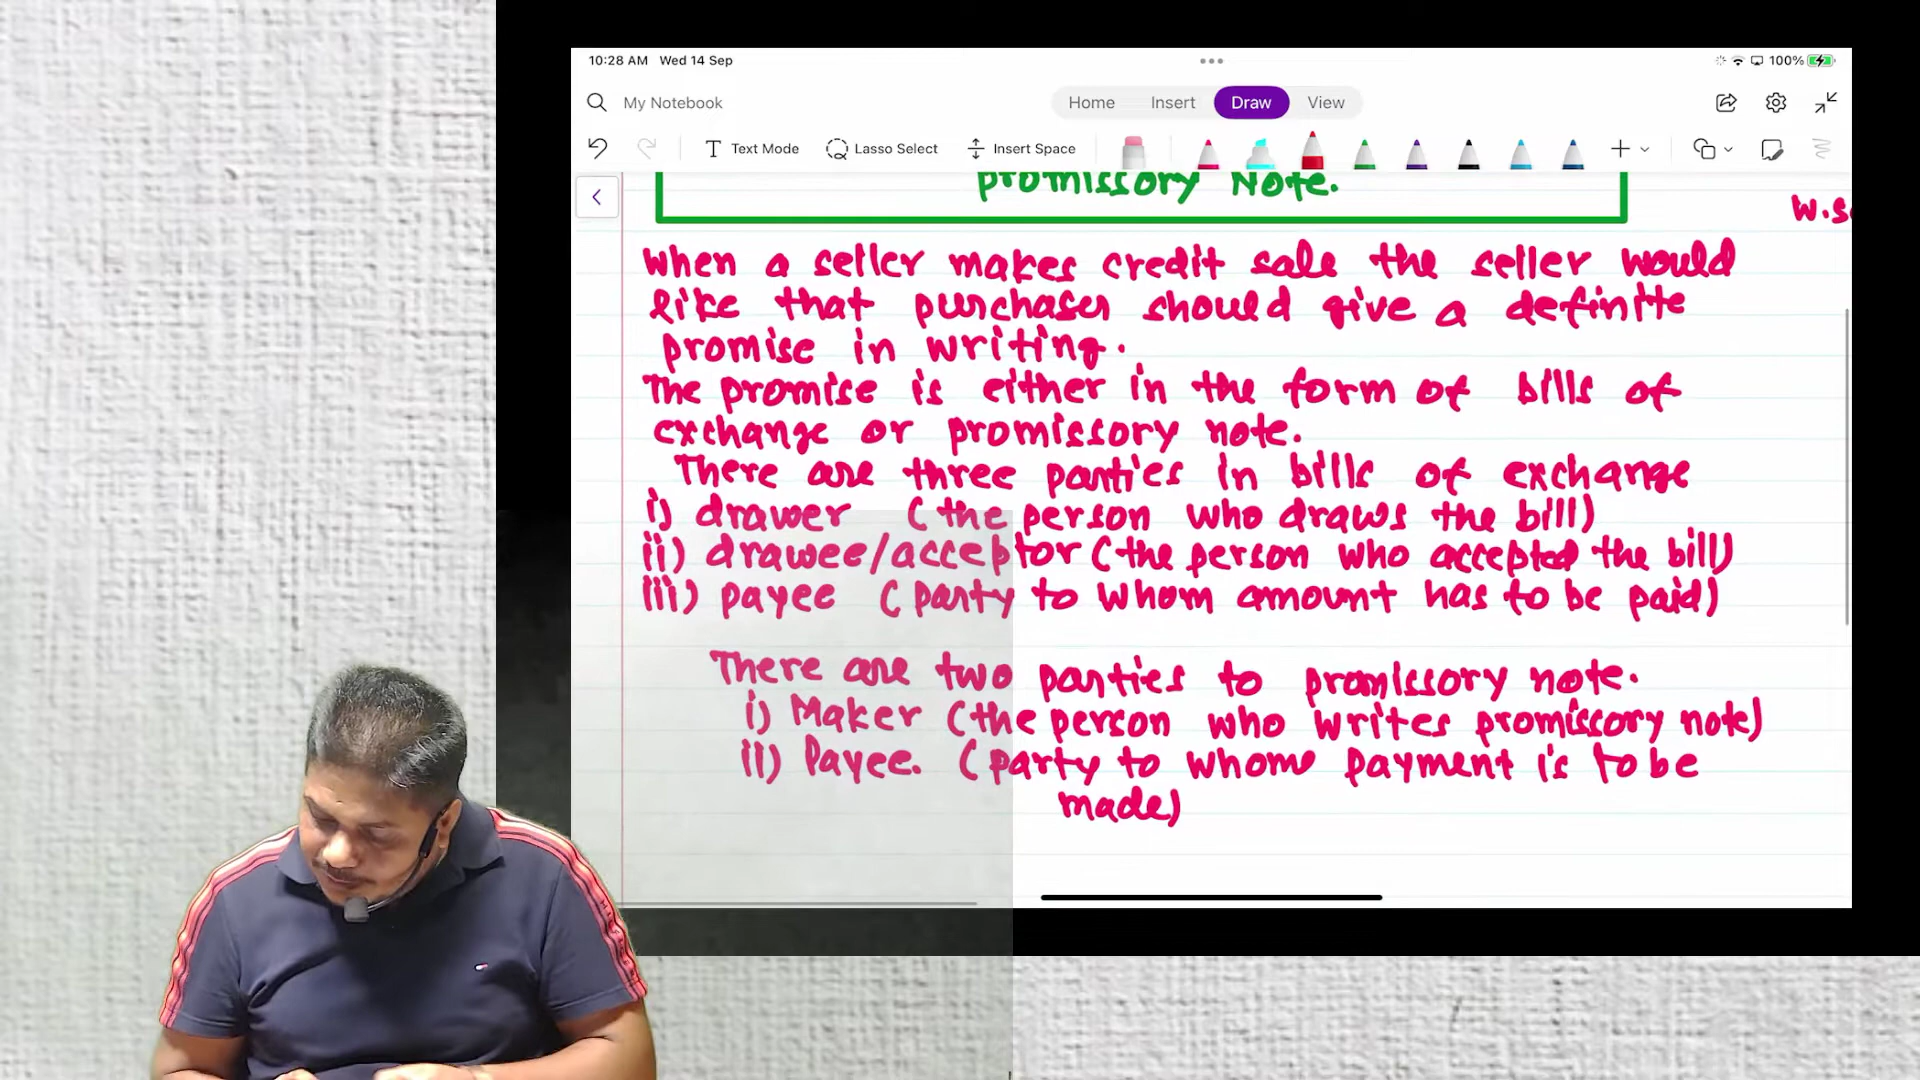 10:28 AM Wed 14 Sep
100%
My Notebook
Home Insert Draw View
Text Mode Lasso Select Insert Space
promissory Note.
When a seller makes credit sale the seller would
like that purchaser should give a definite
promise in writing.
The promise is either in the form of bills of
exchange or promissory note.
There are three parties in bills of exchange
i) drawer (the person who draws the bill)
ii) drawee/acceptor (the person who accepted the bill)
iii) payee (party to whom amount has to be paid)
There are two parties to promissory note.
i) Maker (the person who writes promissory note)
ii) Payee. (party to whome payment is to be
made)